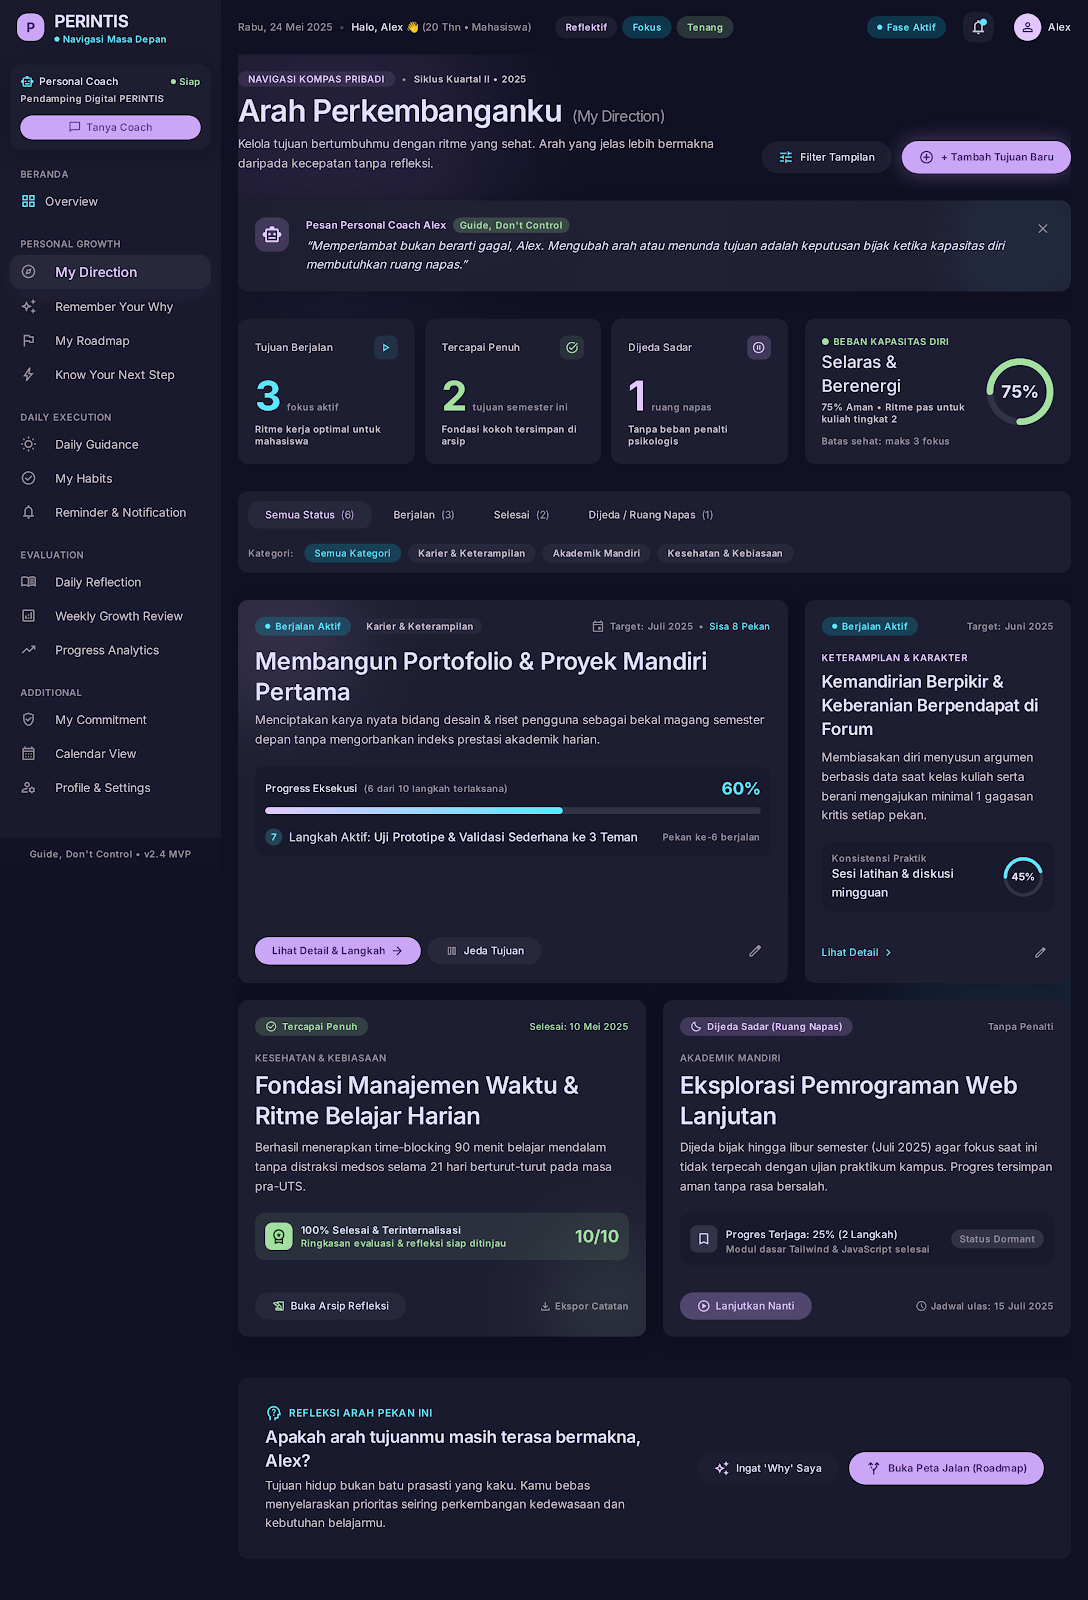 P
PERINTIS
Navigasi Masa Depan
Personal Coach
Siap
Pendamping Digital PERINTIS
Tanya Coach
BERANDA
Overview
PERSONAL GROWTH
My Direction
Remember Your Why
My Roadmap
Know Your Next Step
DAILY EXECUTION
Daily Guidance
My Habits
Reminder & Notification
EVALUATION
Daily Reflection
Weekly Growth Review
Progress Analytics
ADDITIONAL
My Commitment
Calendar View
Profile & Settings
Guide, Don't Control • v2.4 MVP
Rabu, 24 Mei 2025 • Halo, Alex 👋 (20 Thn • Mahasiswa)
Reflektif
Fokus
Tenang
Fase Aktif
Alex
NAVIGASI KOMPAS PRIBADI • Siklus Kuartal II • 2025
Arah Perkembanganku (My Direction)
Kelola tujuan bertumbuhmu dengan ritme yang sehat. Arah yang jelas lebih bermakna
daripada kecepatan tanpa refleksi.
Filter Tampilan
+ Tambah Tujuan Baru
Pesan Personal Coach Alex
Guide, Don't Control
“Memperlambat bukan berarti gagal, Alex. Mengubah arah atau menunda tujuan adalah keputusan bijak ketika kapasitas diri
membutuhkan ruang napas.”
Tujuan Berjalan
3 fokus aktif
Ritme kerja optimal untuk
mahasiswa
Tercapai Penuh
2 tujuan semester ini
Fondasi kokoh tersimpan di
arsip
Dijeda Sadar
1 ruang napas
Tanpa beban penalti
psikologis
BEBAN KAPASITAS DIRI
Selaras &
Berenergi
75% Aman • Ritme pas untuk
kuliah tingkat 2
Batas sehat: maks 3 fokus
75%
Semua Status (6)
Berjalan (3)
Selesai (2)
Dijeda / Ruang Napas (1)
Kategori:
Semua Kategori
Karier & Keterampilan
Akademik Mandiri
Kesehatan & Kebiasaan
Berjalan Aktif
Karier & Keterampilan
Target: Juli 2025 • Sisa 8 Pekan
Membangun Portofolio & Proyek Mandiri
Pertama
Menciptakan karya nyata bidang desain & riset pengguna sebagai bekal magang semester
depan tanpa mengorbankan indeks prestasi akademik harian.
Progress Eksekusi (6 dari 10 langkah terlaksana)
60%
7 Langkah Aktif: Uji Prototipe & Validasi Sederhana ke 3 Teman
Pekan ke-6 berjalan
Lihat Detail & Langkah
Jeda Tujuan
Berjalan Aktif
Target: Juni 2025
KETERAMPILAN & KARAKTER
Kemandirian Berpikir &
Keberanian Berpendapat di
Forum
Membiasakan diri menyusun argumen
berbasis data saat kelas kuliah serta
berani mengajukan minimal 1 gagasan
kritis setiap pekan.
Konsistensi Praktik
Sesi latihan & diskusi
mingguan
45%
Lihat Detail
Tercapai Penuh
Selesai: 10 Mei 2025
KESEHATAN & KEBIASAAN
Fondasi Manajemen Waktu &
Ritme Belajar Harian
Berhasil menerapkan time-blocking 90 menit belajar mendalam
tanpa distraksi medsos selama 21 hari berturut-turut pada masa
pra-UTS.
100% Selesai & Terinternalisasi
Ringkasan evaluasi & refleksi siap ditinjau
10/10
Buka Arsip Refleksi
Ekspor Catatan
Dijeda Sadar (Ruang Napas)
Tanpa Penalti
AKADEMIK MANDIRI
Eksplorasi Pemrograman Web
Lanjutan
Dijeda bijak hingga libur semester (Juli 2025) agar fokus saat ini
tidak terpecah dengan ujian praktikum kampus. Progres tersimpan
aman tanpa rasa bersalah.
Progres Terjaga: 25% (2 Langkah)
Modul dasar Tailwind & JavaScript selesai
Status Dormant
Lanjutkan Nanti
Jadwal ulas: 15 Juli 2025
REFLEKSI ARAH PEKAN INI
Apakah arah tujuanmu masih terasa bermakna,
Alex?
Tujuan hidup bukan batu prasasti yang kaku. Kamu bebas
menyelaraskan prioritas seiring perkembangan kedewasaan dan
kebutuhan belajarmu.
Ingat 'Why' Saya
Buka Peta Jalan (Roadmap)